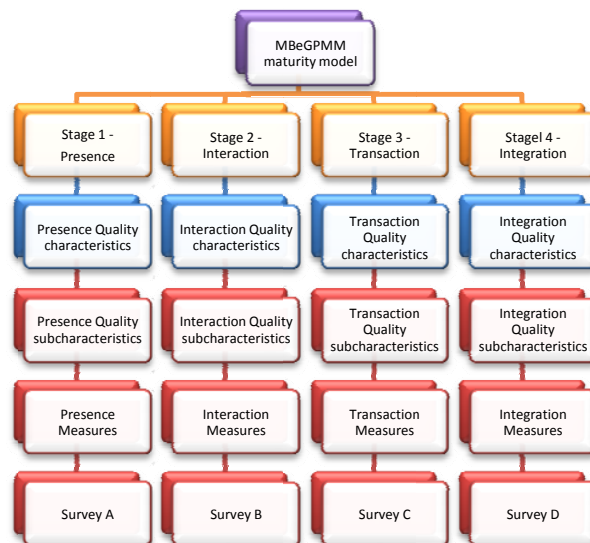 MBeGPMM
maturity model
Stage 1 -
Presence
Stage 2 -
Interaction
Stage 3 -
Transaction
Stagel 4 -
Integration
Presence Quality
characteristics
Interaction Quality
characteristics
Transaction
Quality
characteristics
Integration
Quality
characteristics
Presence Quality
subcharacteristics
Interaction Quality
subcharacteristics
Transaction
Quality
subcharacteristics
Integration
Quality
subcharacteristics
Presence
Measures
Interaction
Measures
Transaction
Measures
Integration
Measures
Survey A
Survey B
Survey C
Survey D